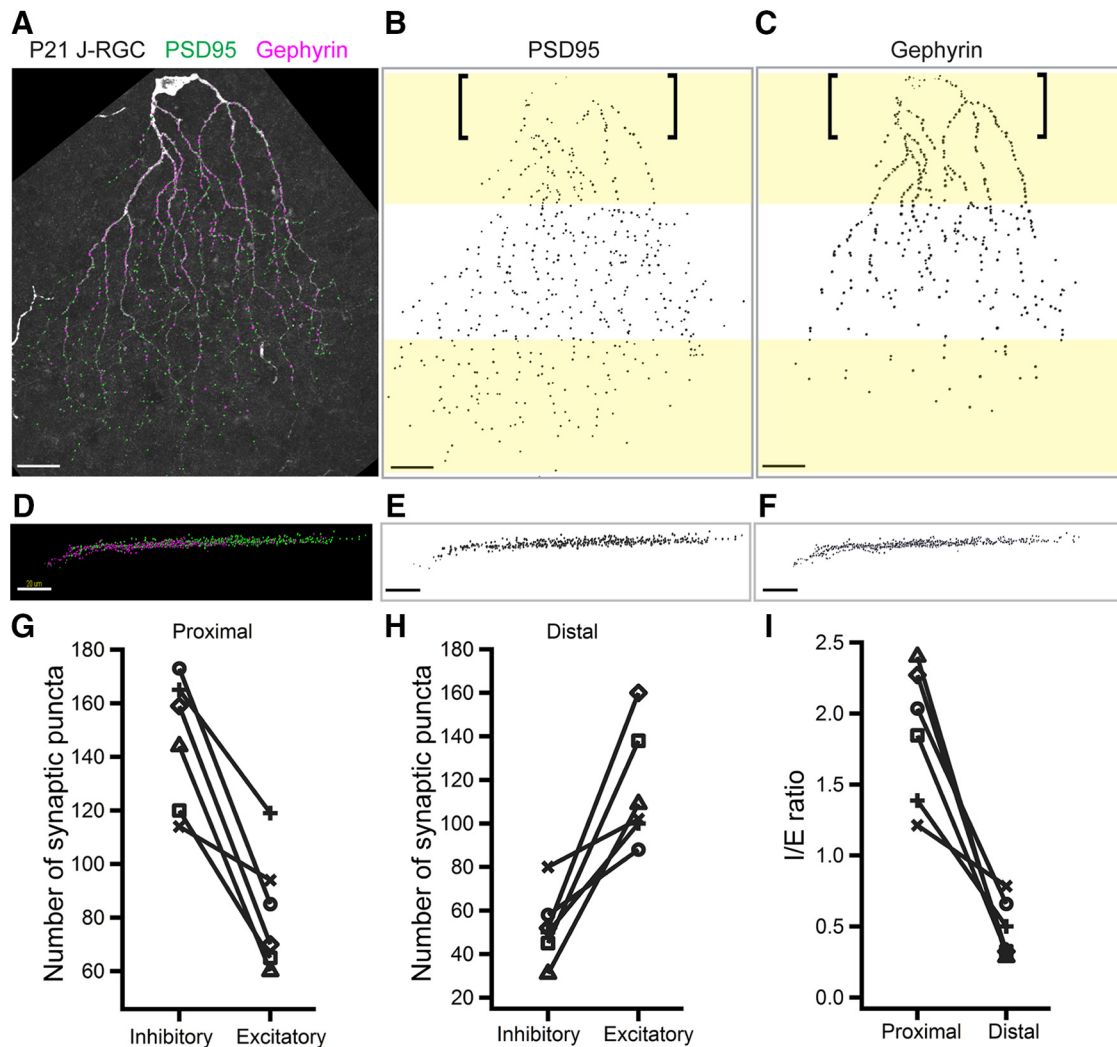 A
P21 J-RGC PSD95 Gephyrin
B
PSD95
C
Gephyrin
D
20 um
E
F
G
Proximal
Number of synaptic puncta
180
160
140
120
100
80
60
Inhibitory Excitatory
H
Distal
Number of synaptic puncta
180
160
140
120
100
80
60
40
20
Inhibitory Excitatory
I
I/E ratio
2.5
2.0
1.5
1.0
0.5
0.0
Proximal Distal